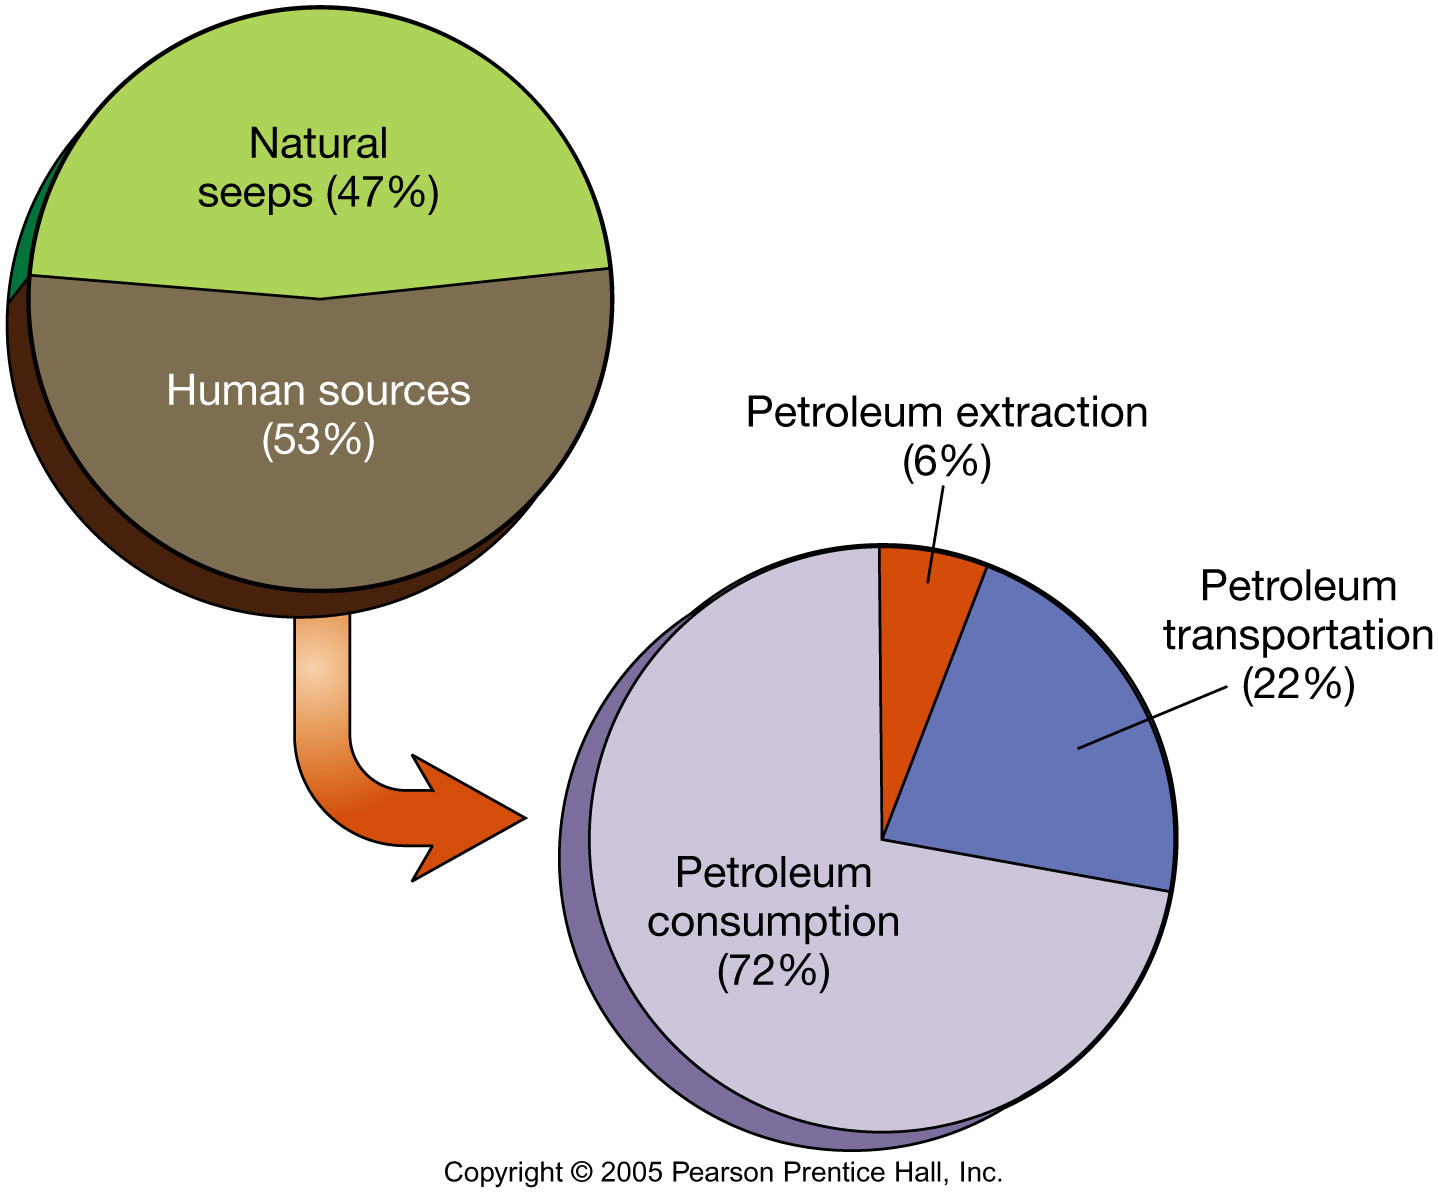 Natural
seeps (47%)
Human sources
(53%)
Petroleum extraction
(6%)
Petroleum
transportation
(22%)
Petroleum
consumption
(72%)
Copyright © 2005 Pearson Prentice Hall, Inc.